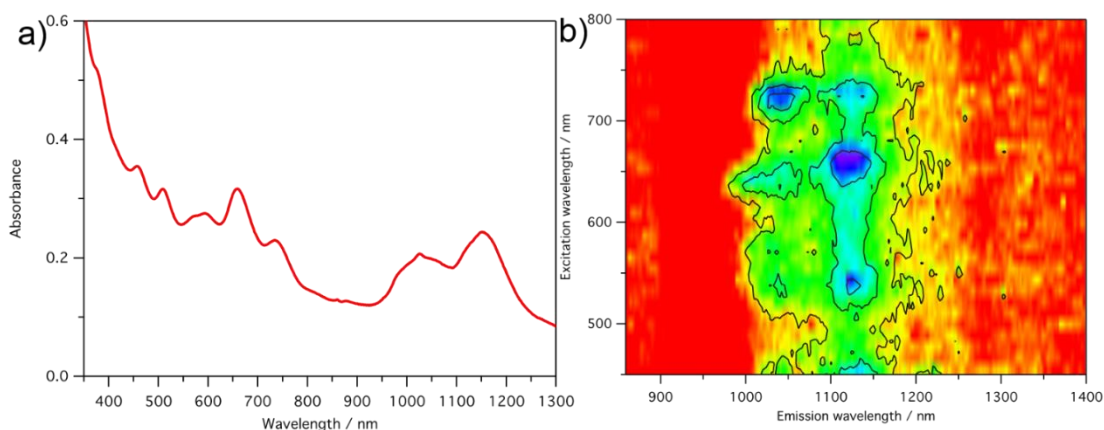 a)
0.6
0.4
0.2
0.0
Absorbance
400 500 600 700 800 900 1000 1100 1200 1300
Wavelength / nm
b)
800
700
600
500
Excitation wavelength / nm
900 1000 1100 1200 1300 1400
Emission wavelength / nm